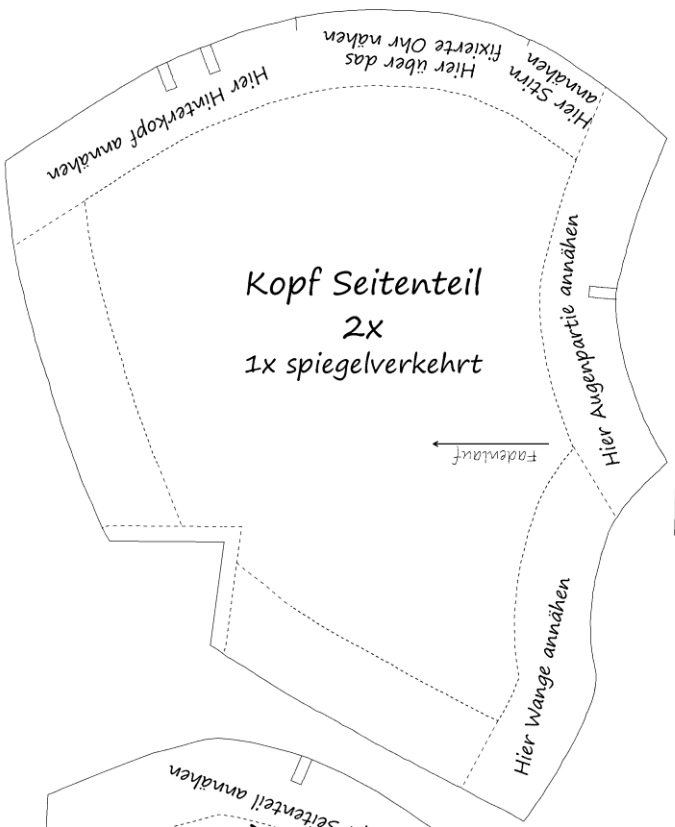 Hier Hinterkopf annähen
Hier über das
fixierte Ohr nähen
Hier Stirn
annähen
Kopf Seitenteil
2x
1x spiegelverkehrt
Hier Augenpartie annähen
Fadenlauf
Hier Wange annähen
Seitenteil annähen